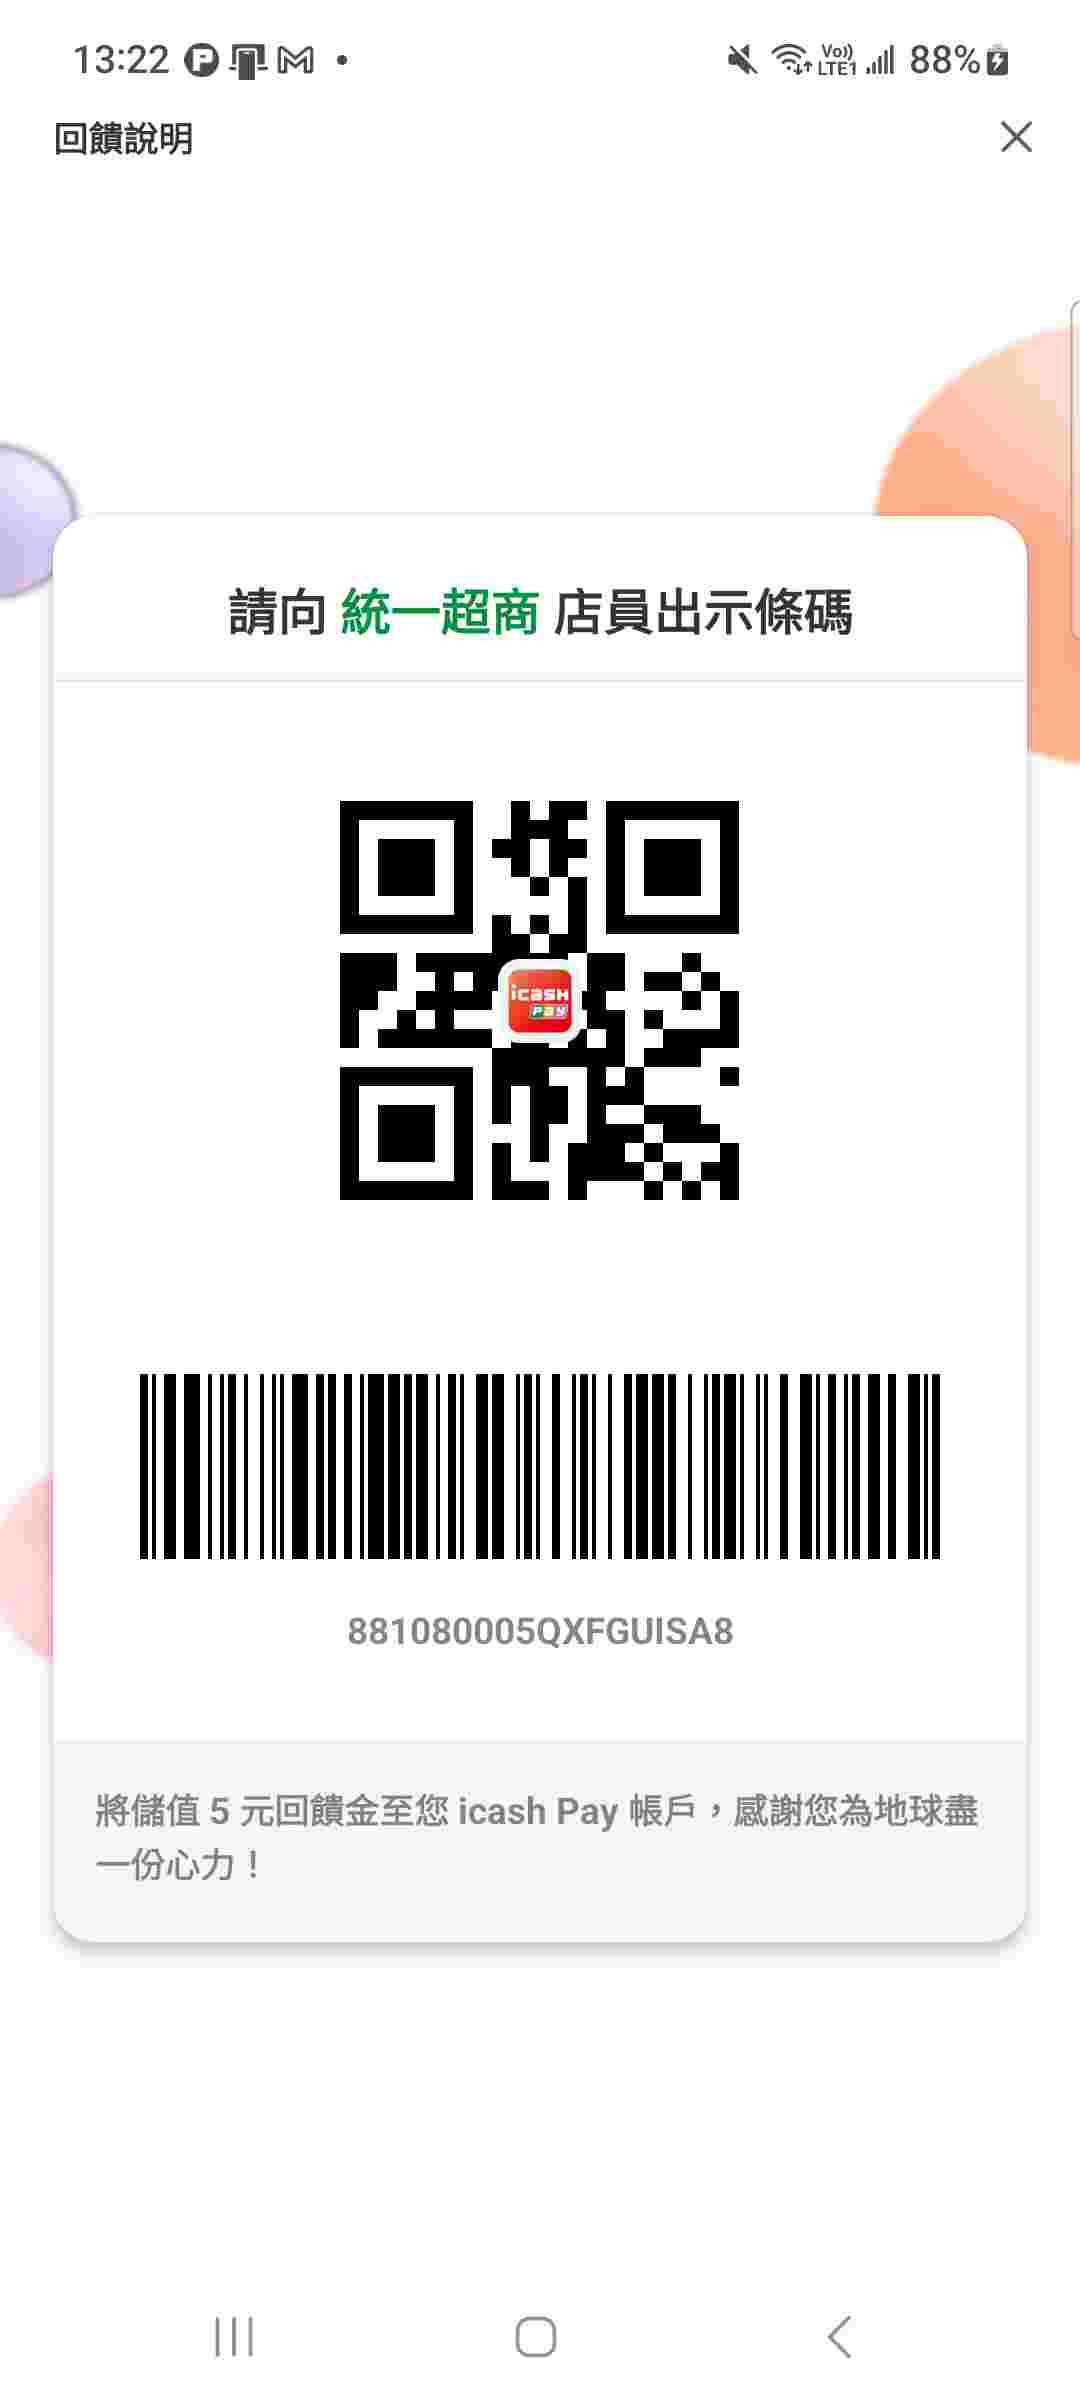 13:22
Vo))
LTE1
88%
回饋說明
請向 統一超商 店員出示條碼
icash
Pay
881080005QXFGUISA8
將儲值 5 元回饋金至您 icash Pay 帳戶，感謝您為地球盡
一份心力！